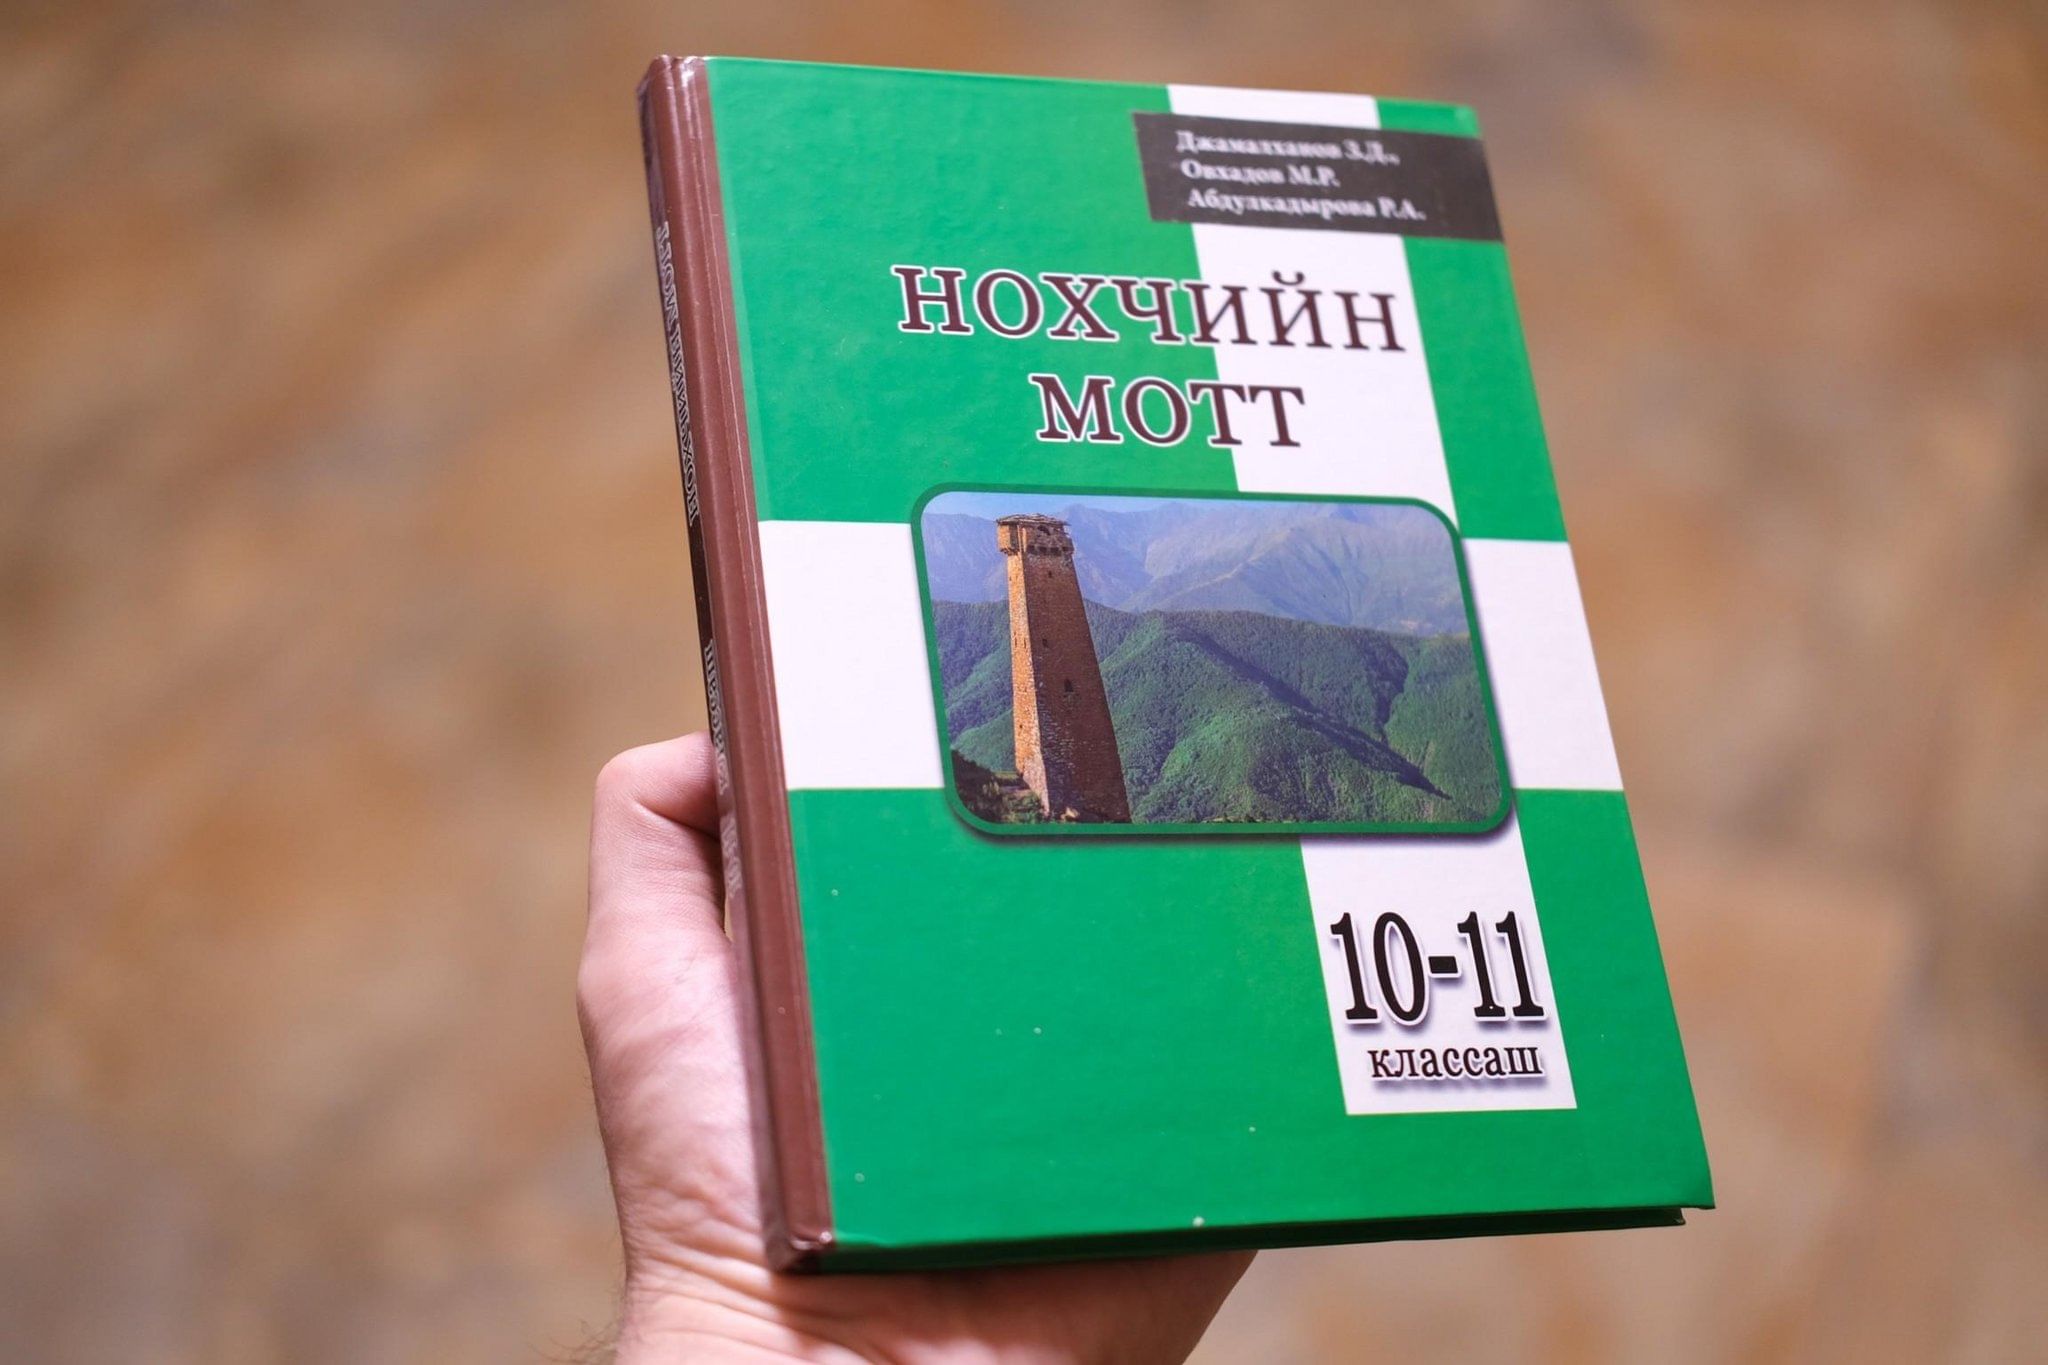 Джамалханов З.Д.,
Овхадов М.Р.
Абдулкадырова Р.А.
НОХЧИЙН
МОТТ
10-11
классаш